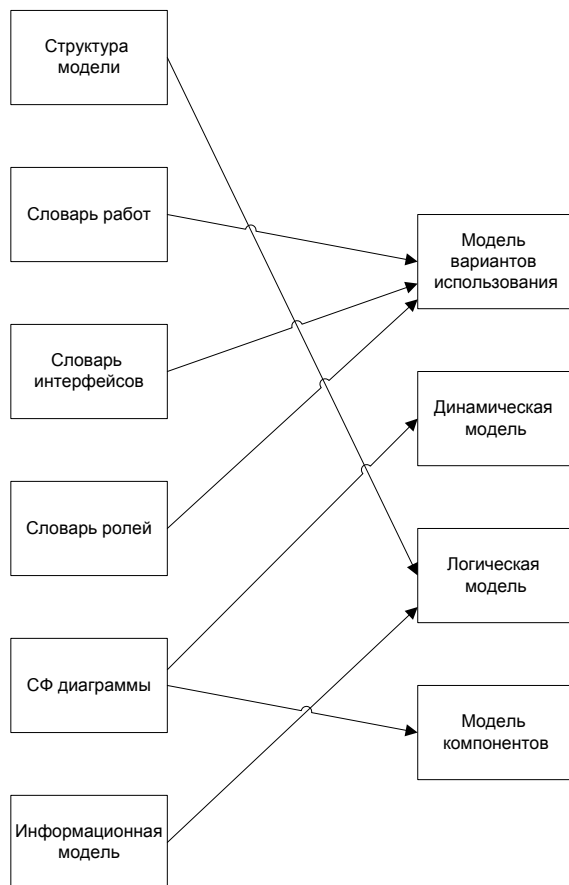 Структура
модели
Словарь работ
Словарь
интерфейсов
Словарь ролей
СФ диаграммы
Информационная
модель
Модель
вариантов
использования
Динамическая
модель
Логическая
модель
Модель
компонентов